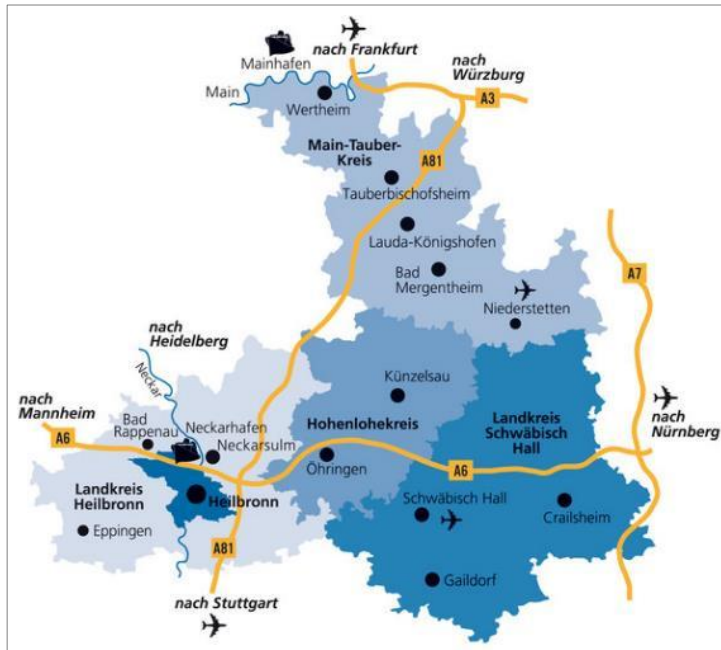 nach Frankfurt
Mainhafen
nach
Würzburg
Main
A3
Wertheim
Main-Tauber-
Kreis
A81
Tauberbischofsheim
Lauda-Königshofen
Bad
Mergentheim
A7
Niederstetten
nach
Heidelberg
Neckar
Künzelsau
nach
Mannheim
Bad
Rappenau
Neckarhafen
Neckarsulm
Hohenlohekreis
Landkreis
Schwäbisch
Hall
nach
Nürnberg
A6
Öhringen
A6
Landkreis
Heilbronn
Heilbronn
Schwäbisch Hall
Crailsheim
Eppingen
A81
Gaildorf
nach Stuttgart